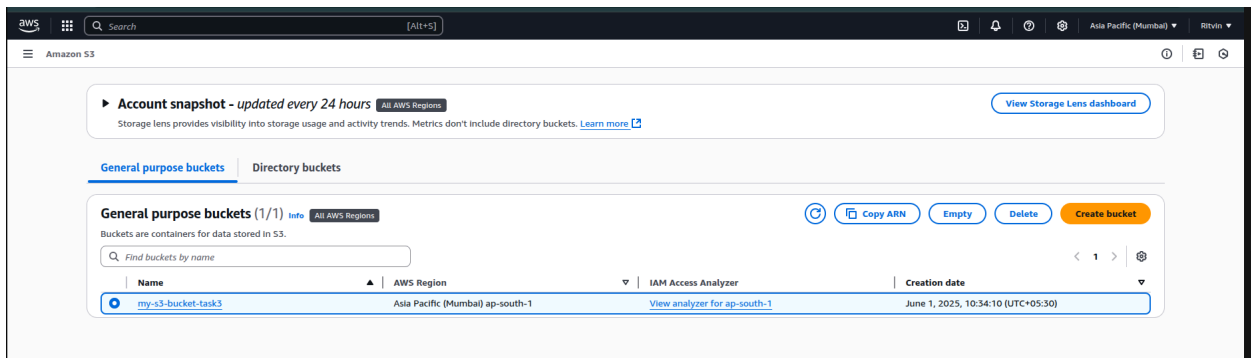 aws Search [Alt+S] Asia Pacific (Mumbai) ▼ Ritvin ▼
Amazon S3
Account snapshot - updated every 24 hours All AWS Regions View Storage Lens dashboard
Storage lens provides visibility into storage usage and activity trends. Metrics don't include directory buckets. Learn more
General purpose buckets Directory buckets
General purpose buckets (1/1) Info All AWS Regions Copy ARN Empty Delete Create bucket
Buckets are containers for data stored in S3.
Find buckets by name < 1 >
Name ▲ AWS Region IAM Access Analyzer Creation date
my-s3-bucket-task3 Asia Pacific (Mumbai) ap-south-1 View analyzer for ap-south-1 June 1, 2025, 10:34:10 (UTC+05:30)